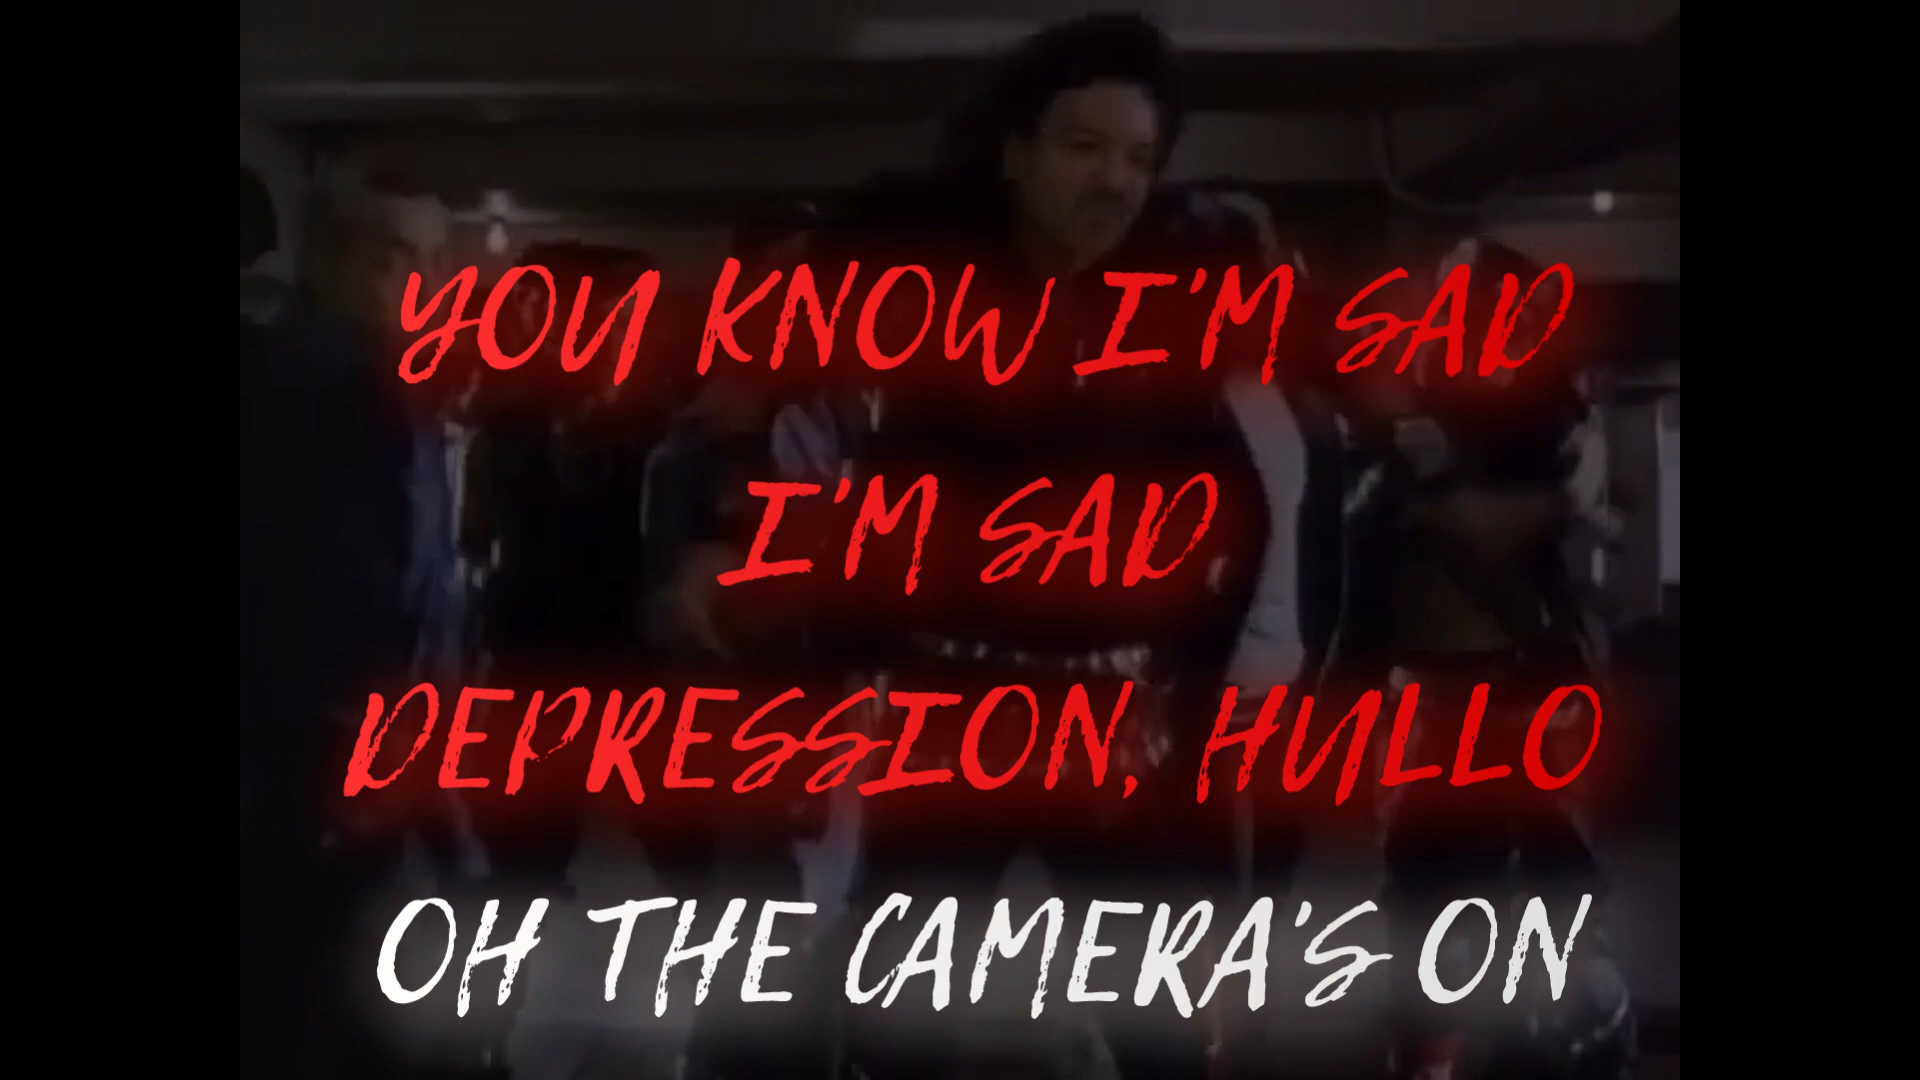 YOU KNOW I'M SAD
I'M SAD
DEPRESSION, HULLO
OH THE CAMERA'S ON